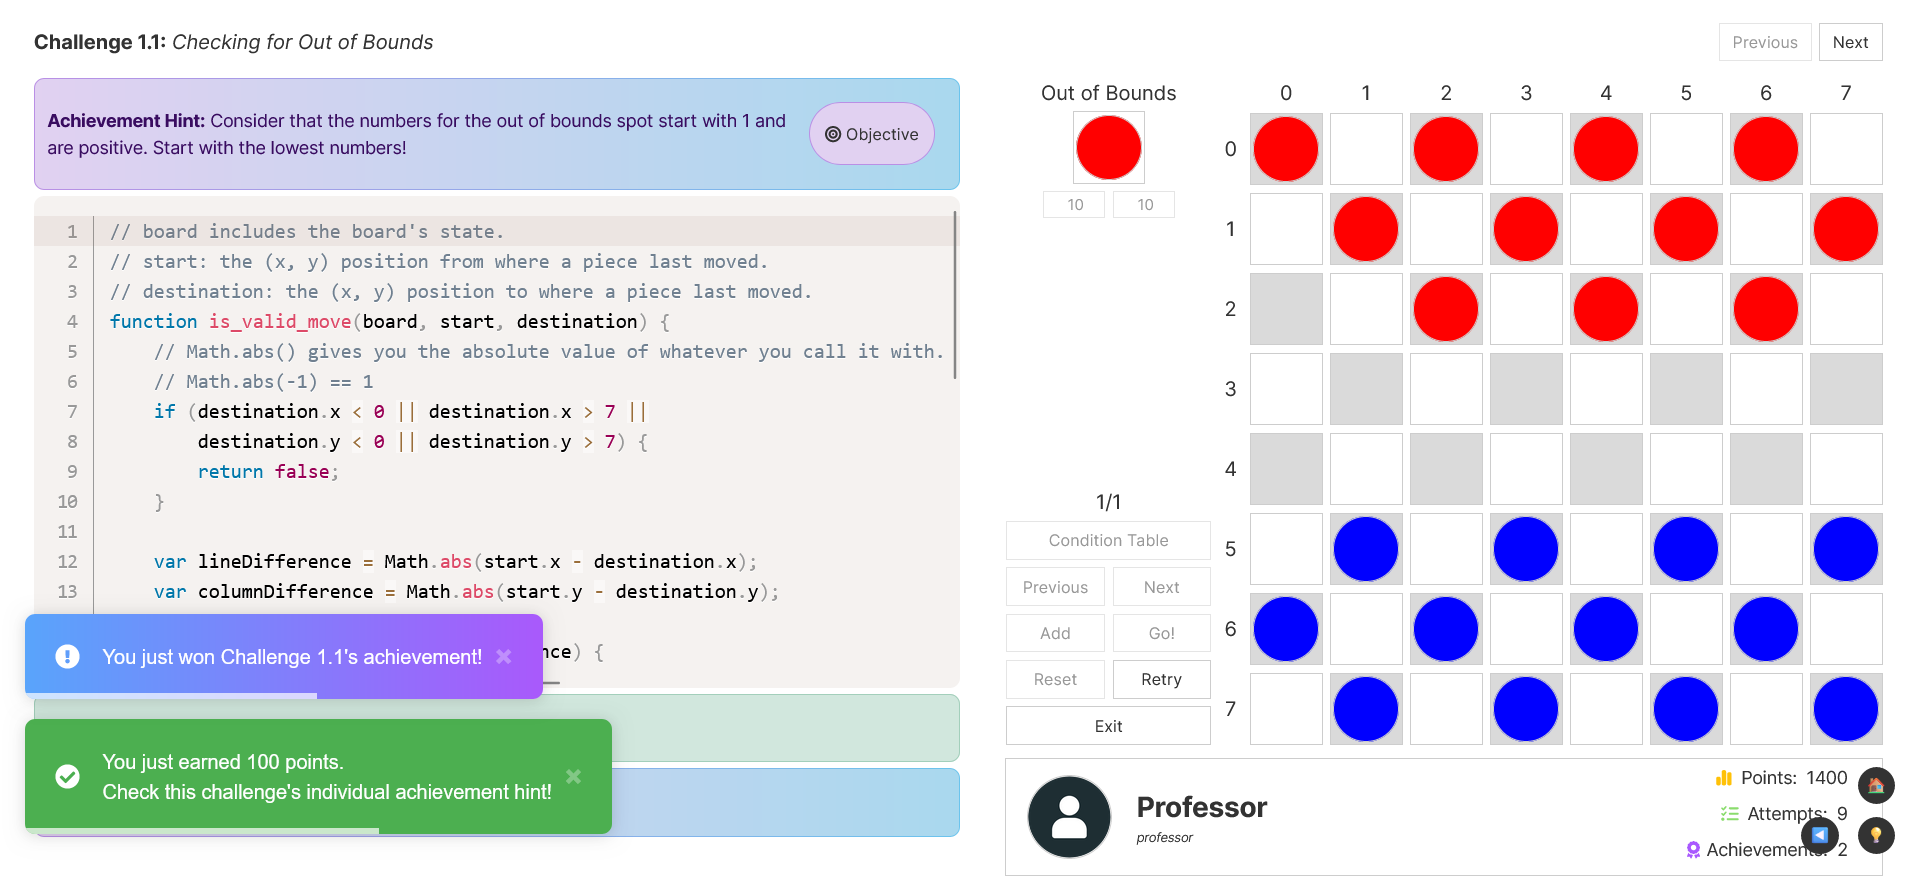 Challenge 1.1: Checking for Out of Bounds
Previous
Next
Achievement Hint: Consider that the numbers for the out of bounds spot start with 1 and
are positive. Start with the lowest numbers!
Objective
1 // board includes the board's state.
2 // start: the (x, y) position from where a piece last moved.
3 // destination: the (x, y) position to where a piece last moved.
4 function is_valid_move(board, start, destination) {
5 // Math.abs() gives you the absolute value of whatever you call it with.
6 // Math.abs(-1) == 1
7 if (destination.x < 0 || destination.x > 7 ||
8 destination.y < 0 || destination.y > 7) {
9 return false;
10 }
11
12 var lineDifference = Math.abs(start.x - destination.x);
13 var columnDifference = Math.abs(start.y - destination.y);
nce) {
You just won Challenge 1.1's achievement!
You just earned 100 points.
Check this challenge's individual achievement hint!
Out of Bounds
10 10
1/1
Condition Table
Previous Next
Add Go!
Reset Retry
Exit
0 1 2 3 4 5 6 7
0
1
2
3
4
5
6
7
Professor
professor
Points: 1400
Attempts: 9
Achievements: 2